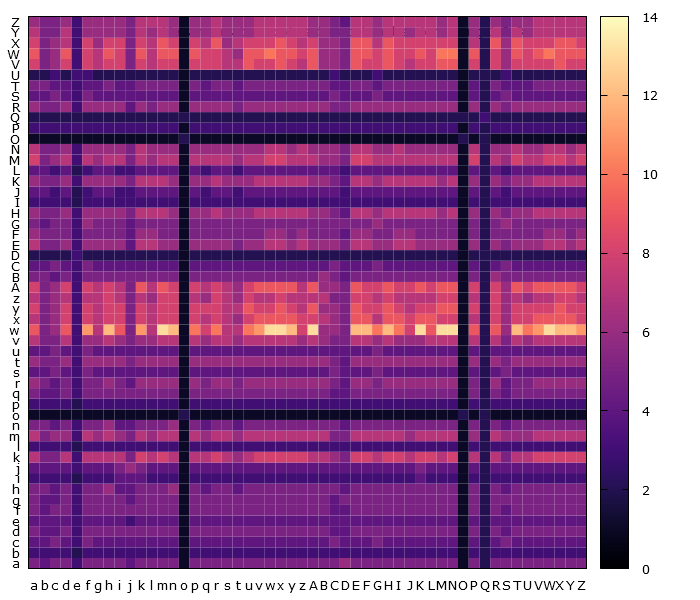 Z
Y
X
W
V
U
T
S
R
Q
P
O
N
M
L
K
J
I
H
G
F
E
D
C
B
A
z
y
x
w
v
u
t
s
r
q
p
o
n
m
l
k
j
i
h
g
f
e
d
c
b
a
a b c d e f g h i j k l m n o p q r s t u v w x y z A B C D E F G H I J K L M N O P Q R S T U V W X Y Z
14
12
10
8
6
4
2
0